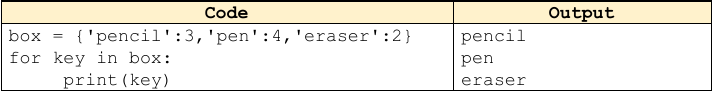 Code Output
box = {'pencil':3,'pen':4,'eraser':2} pencil
for key in box: pen
     print(key) eraser